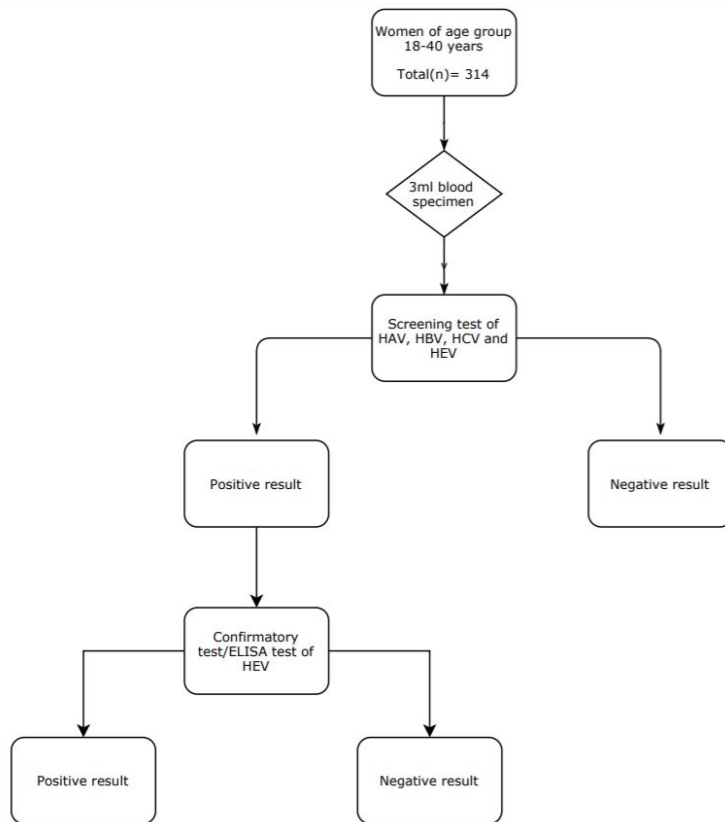 Women of age group
18-40 years
Total(n)= 314
3ml blood
specimen
Screening test of
HAV, HBV, HCV and
HEV
Positive result
Negative result
Confirmatory
test/ELISA test of
HEV
Positive result
Negative result